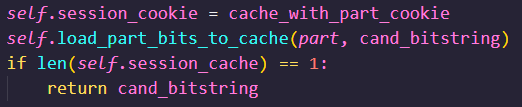 self.session_cookie = cache_with_part_cookie
self.load_part_bits_to_cache(part, cand_bitstring)
if len(self.session_cache) == 1:
    return cand_bitstring